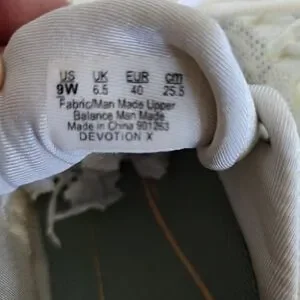 US UK EUR cm
9W 6.5 40 25.5
Fabric/Man Made Upper
Balance Man Made
Made in China 901263
DEVOTION X